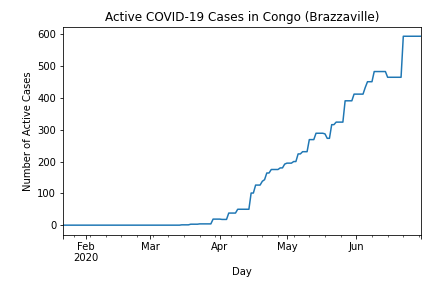 Active COVID-19 Cases in Congo (Brazzaville)
600
500
400
300
200
100
0
Number of Active Cases
Feb
2020
Mar
Apr
May
Jun
Day